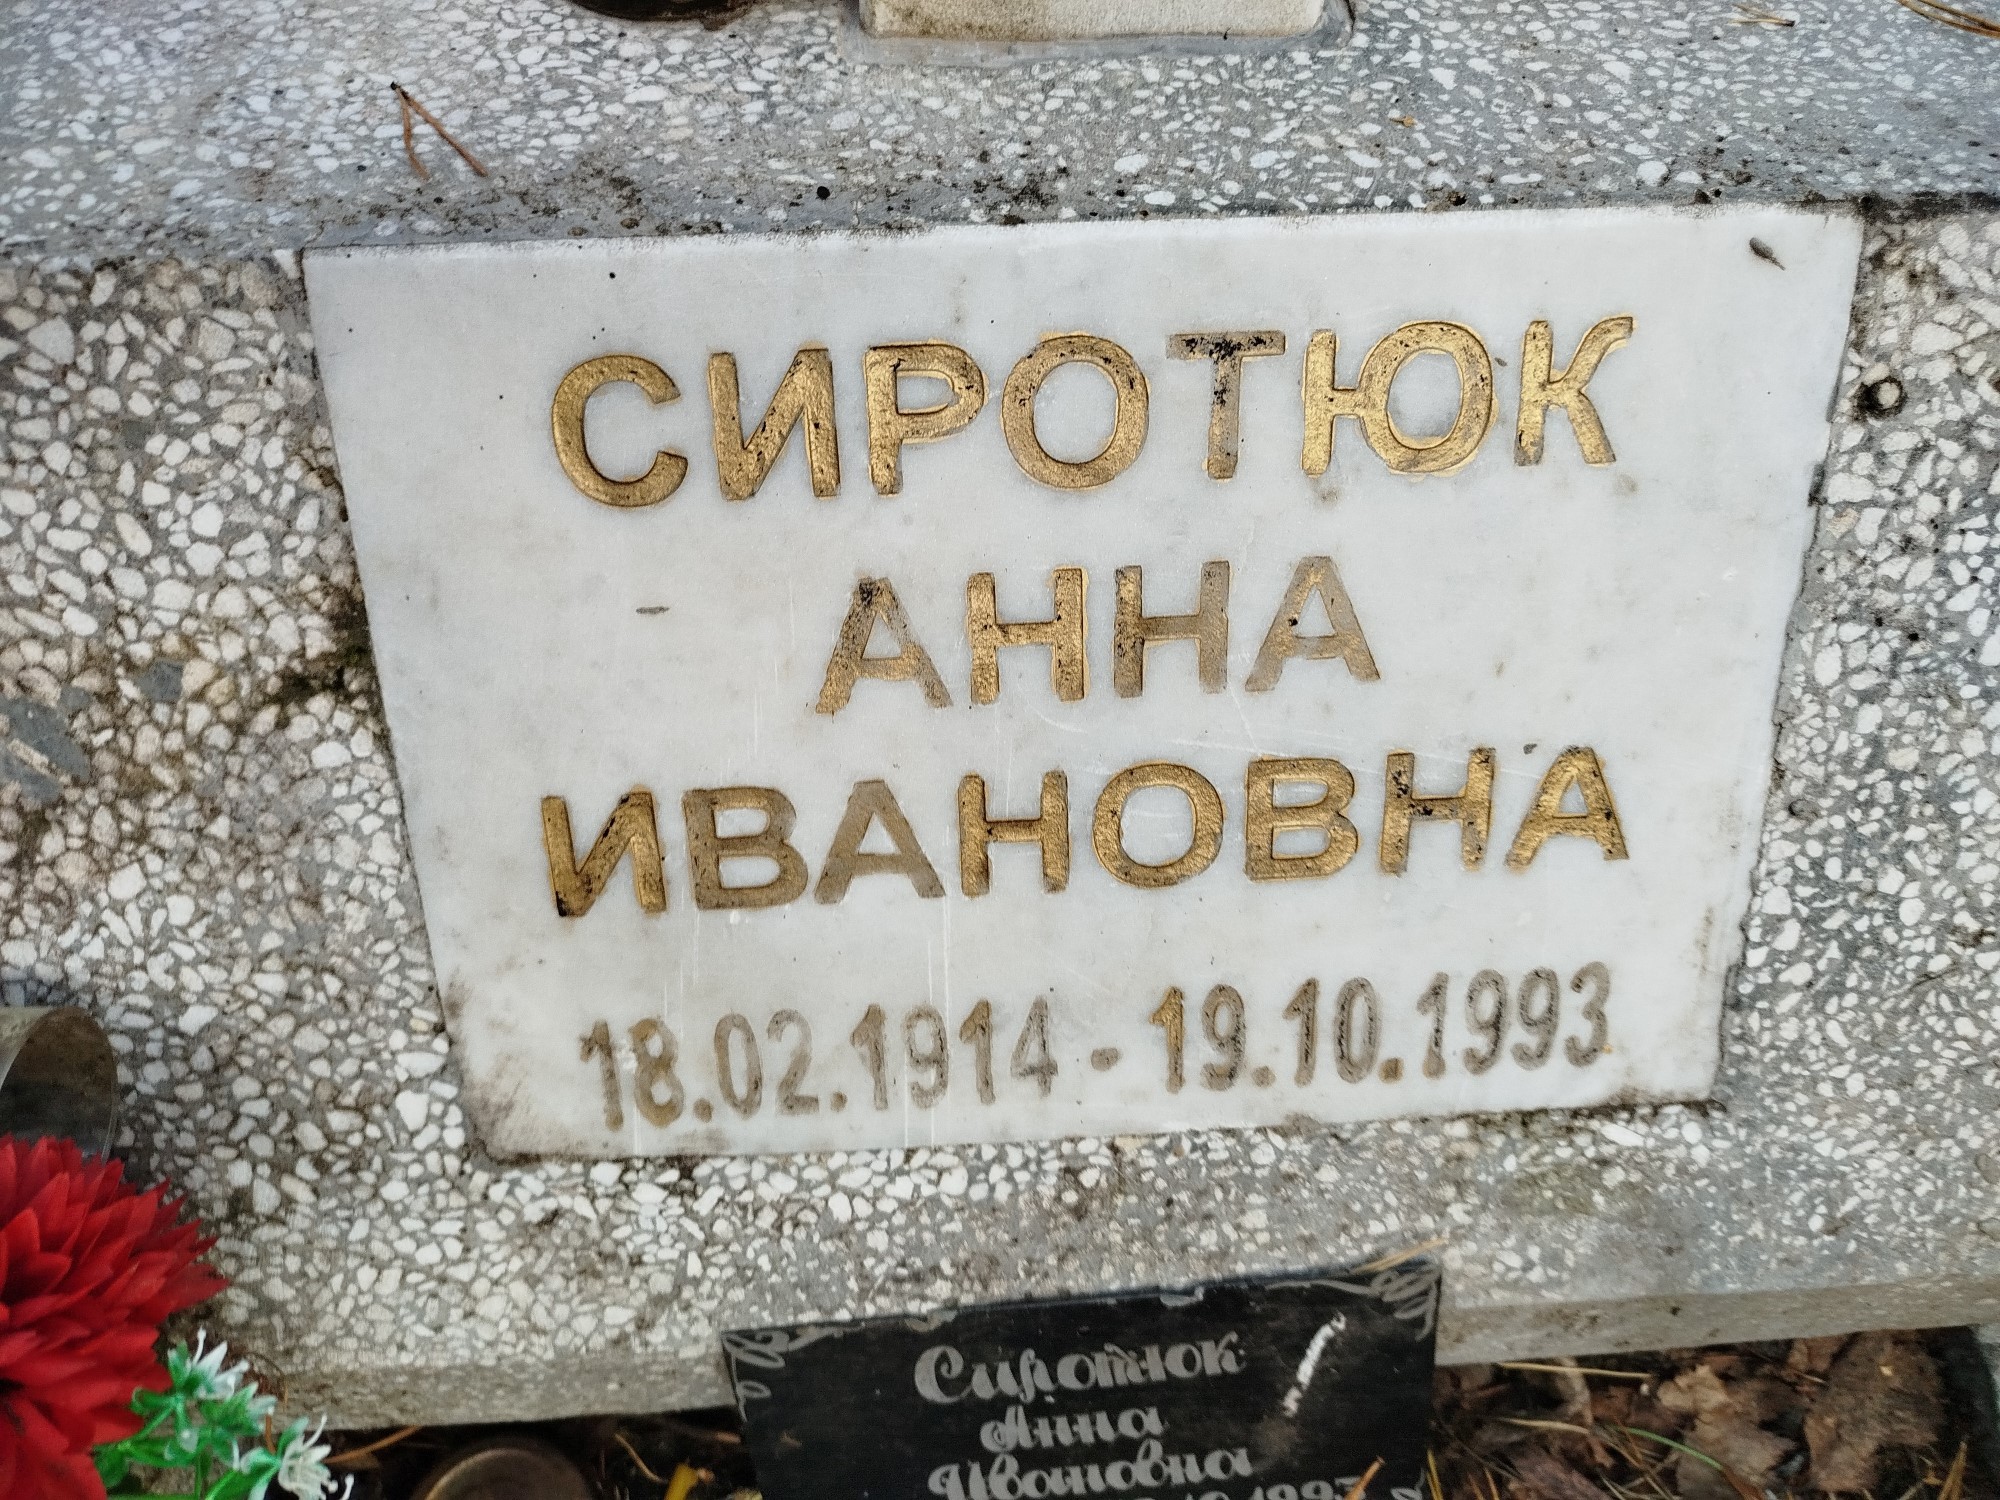 СИРОТЮК
АННА
ИВАНОВНА
18.02.1914 - 19.10.1993
Сиротюк
Анна
Ивановна